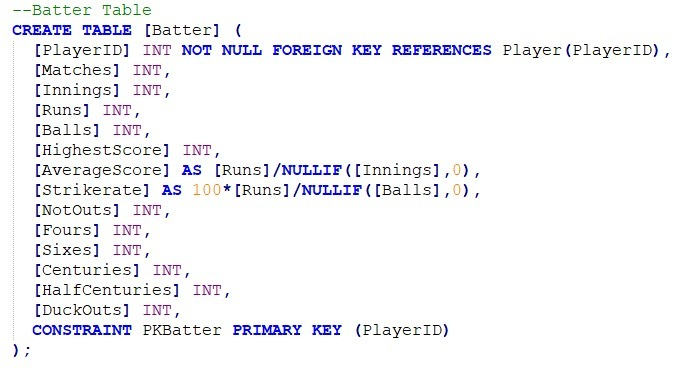 --Batter Table
CREATE TABLE [Batter] (
[PlayerID] INT NOT NULL FOREIGN KEY REFERENCES Player(PlayerID),
[Matches] INT,
[Innings] INT,
[Runs] INT,
[Balls] INT,
[HighestScore] INT,
[AverageScore] AS [Runs]/NULLIF([Innings],0),
[Strikerate] AS 100*[Runs]/NULLIF([Balls],0),
[NotOuts] INT,
[Fours] INT,
[Sixes] INT,
[Centuries] INT,
[HalfCenturies] INT,
[DuckOuts] INT,
CONSTRAINT PKBatter PRIMARY KEY (PlayerID)
);